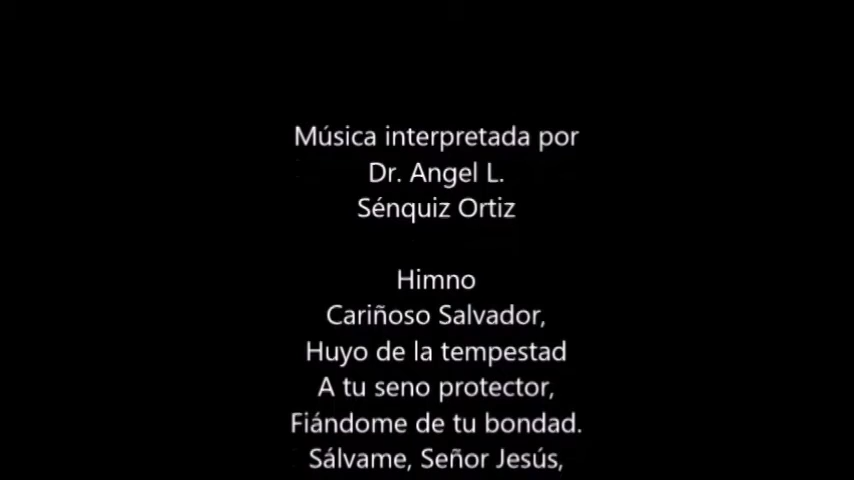 Música interpretada por
Dr. Angel L.
Sénquiz Ortiz
Himno
Cariñoso Salvador,
Huyo de la tempestad
A tu seno protector,
Fiándome de tu bondad.
Sálvame, Señor Jesús,